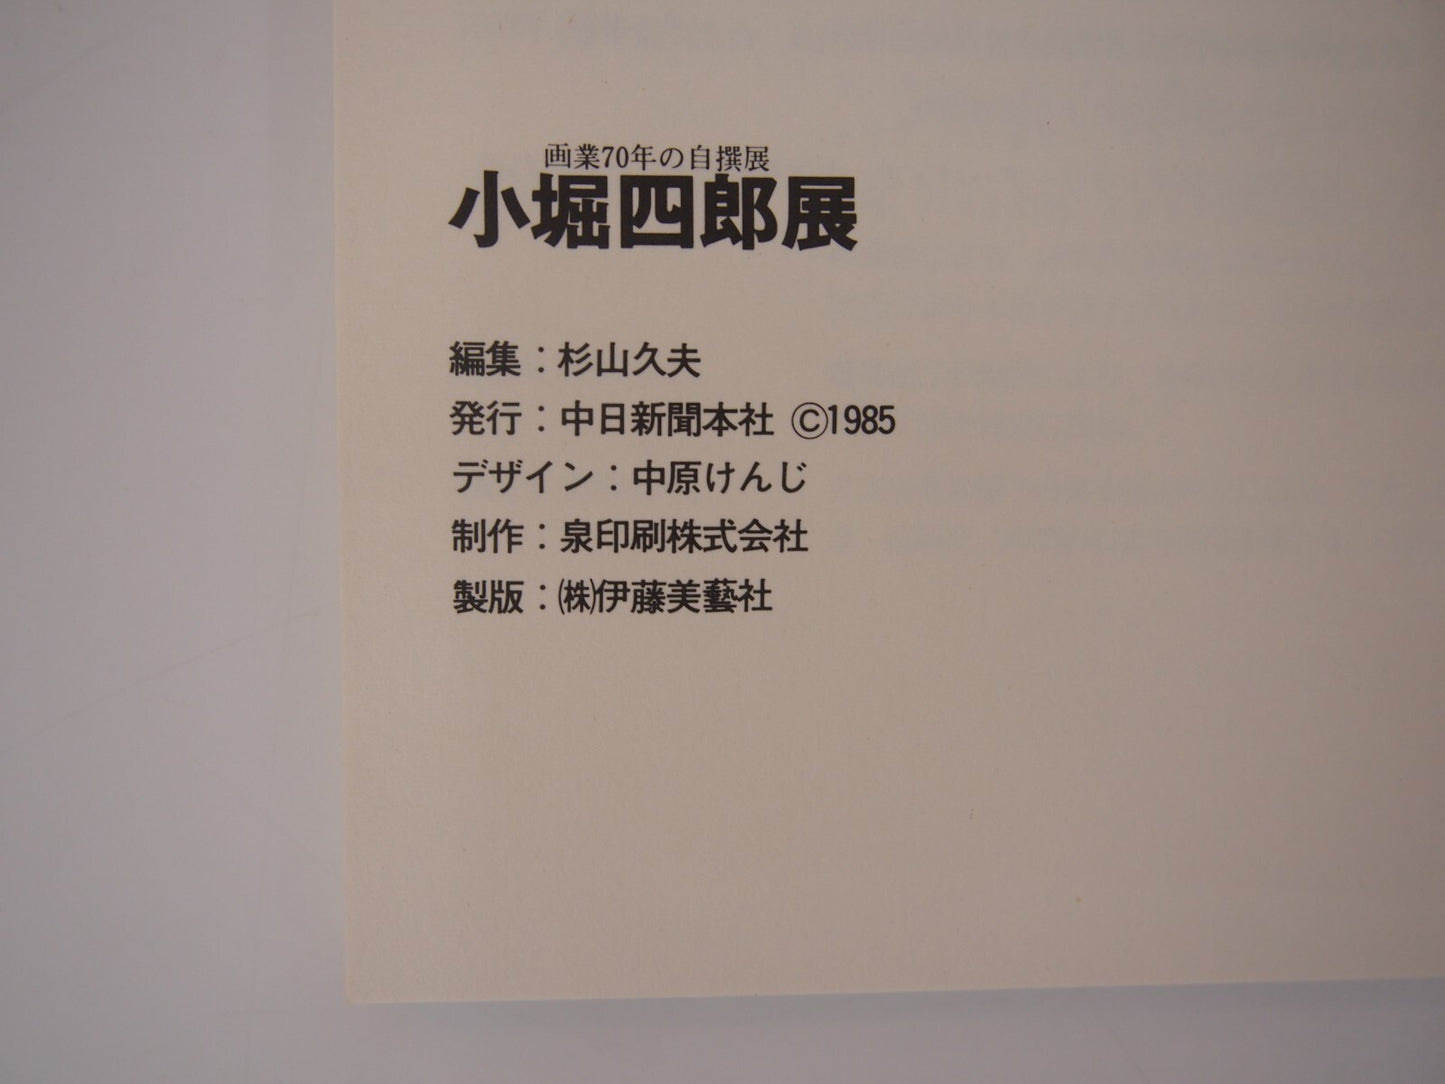 画業70年の自撰展
小堀四郎展
編集：杉山久夫
発行：中日新聞本社 ©1985
デザイン：中原けんじ
制作：泉印刷株式会社
製版：㈱伊藤美藝社